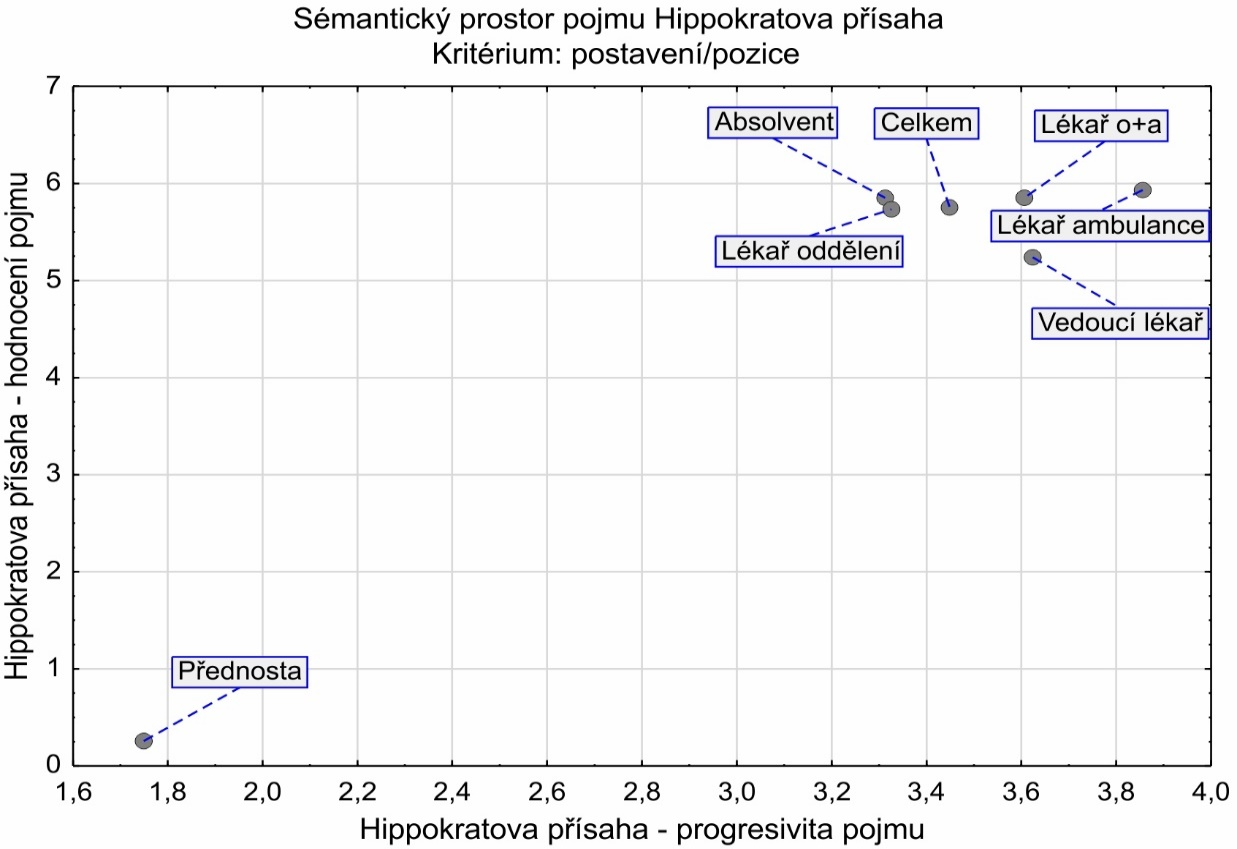 Sémantický prostor pojmu Hippokratova přísaha
Kritérium: postavení/pozice
Hippokratova přísaha - hodnocení pojmu
7
6
5
4
3
2
1
0
Absolvent
Celkem
Lékař o+a
Lékař ambulance
Lékař oddělení
Vedoucí lékař
Přednosta
1,6 1,8 2,0 2,2 2,4 2,6 2,8 3,0 3,2 3,4 3,6 3,8 4,0
Hippokratova přísaha - progresivita pojmu